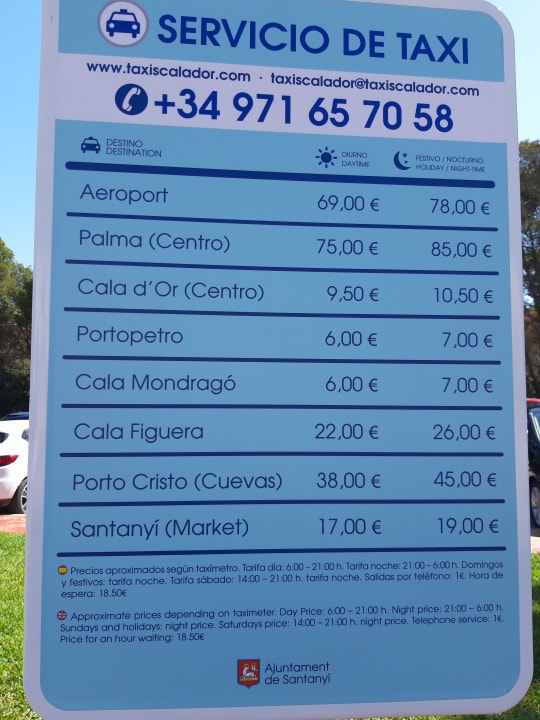 SERVICIO DE TAXI
www.taxiscalador.com · taxiscalador@taxiscalador.com
+34 971 65 70 58
DESTINO
DESTINATION
DIURNO
DAYTIME
FESTIVO / NOCTURNO
HOLIDAY / NIGHT-TIME
Aeroport 69,00 € 78,00 €
Palma (Centro) 75,00 € 85,00 €
Cala d'Or (Centro) 9,50 € 10,50 €
Portopetro 6,00 € 7,00 €
Cala Mondragó 6,00 € 7,00 €
Cala Figuera 22,00 € 26,00 €
Porto Cristo (Cuevas) 38,00 € 45,00 €
Santanyí (Market) 17,00 € 19,00 €
Precios aproximados según taxímetro. Tarifa día: 6:00 – 21:00 h. Tarifa noche: 21:00 – 6:00 h. Domingos
y festivos: tarifa noche. Tarifa sábado: 14:00 – 21:00 h. tarifa noche. Salidas por teléfono: 1€. Hora de
espera: 18.50€
Approximate prices depending on taximeter. Day Price: 6:00 – 21:00 h. Night price: 21:00 – 6:00 h.
Sundays and holidays: night price. Saturdays price: 14:00 – 21:00 h. night price. Telephone service: 1€.
Price for an hour waiting: 18.50€
Ajuntament
de Santanyí